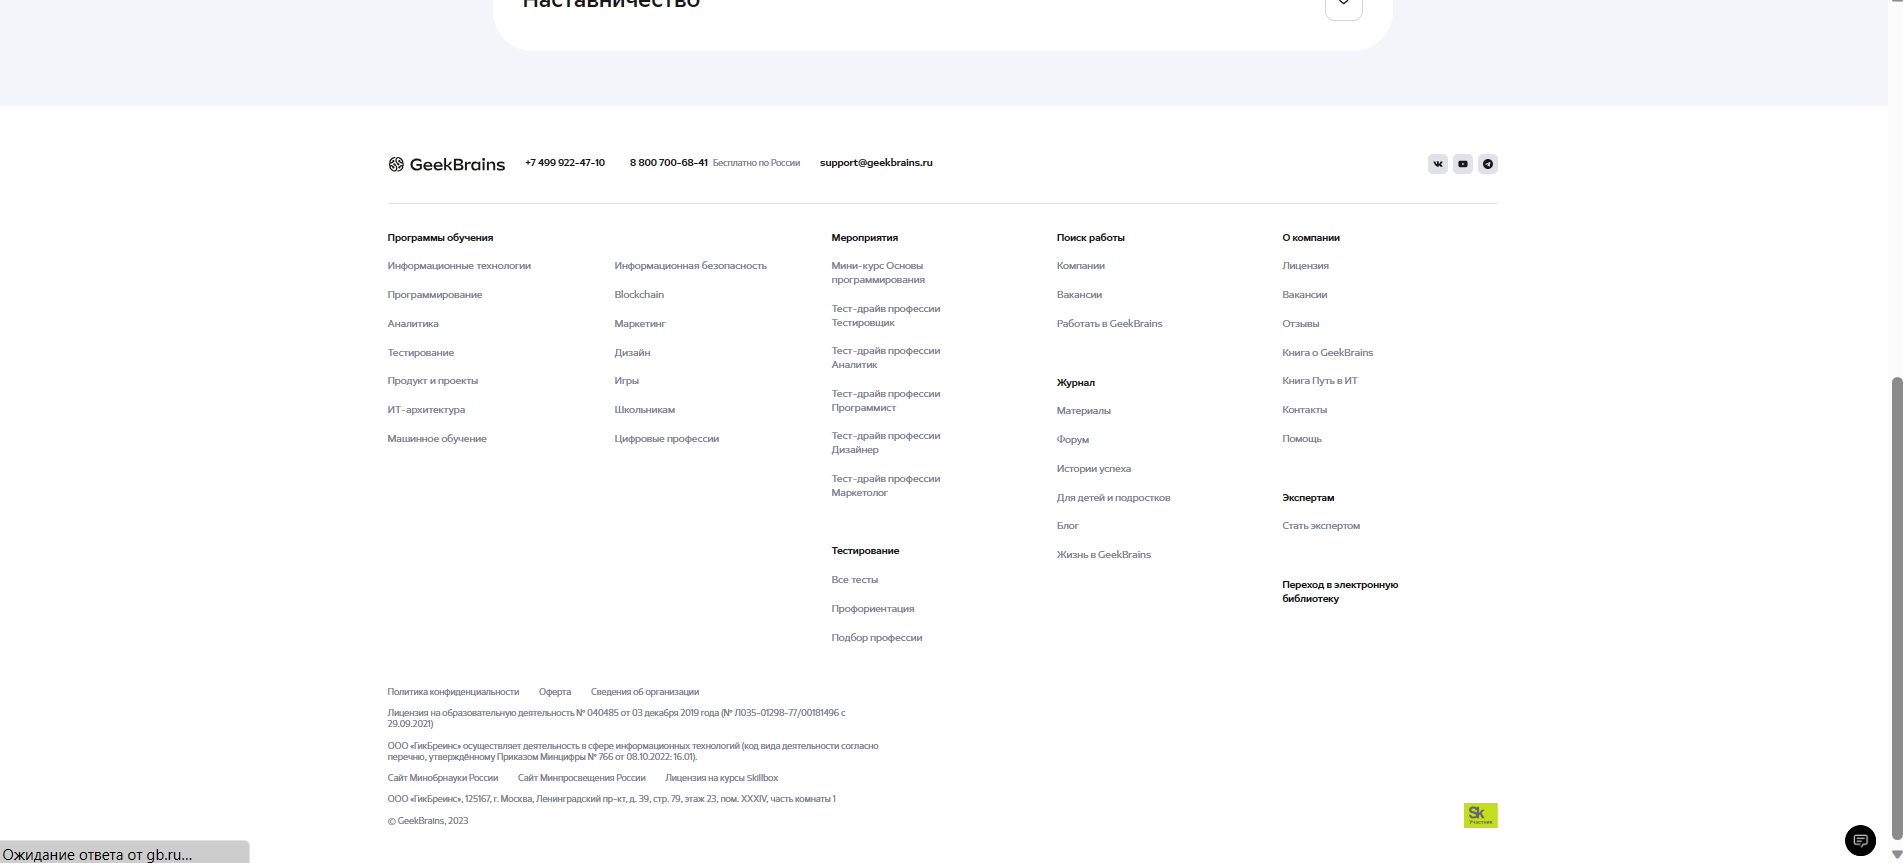 Наставничество
GeekBrains
+7 499 922-47-10
8 800 700-68-41 Бесплатно по России
support@geekbrains.ru
Программы обучения
Информационные технологии
Программирование
Аналитика
Тестирование
Продукт и проекты
ИТ-архитектура
Машинное обучение
Информационная безопасность
Blockchain
Маркетинг
Дизайн
Игры
Школьникам
Цифровые профессии
Мероприятия
Мини-курс Основы
программирования
Тест-драйв профессии
Тестировщик
Тест-драйв профессии
Аналитик
Тест-драйв профессии
Программист
Тест-драйв профессии
Дизайнер
Тест-драйв профессии
Маркетолог
Тестирование
Все тесты
Профориентация
Подбор профессии
Поиск работы
Компании
Вакансии
Работать в GeekBrains
Журнал
Материалы
Форум
Истории успеха
Для детей и подростков
Блог
Жизнь в GeekBrains
О компании
Лицензия
Вакансии
Отзывы
Книга о GeekBrains
Книга Путь в ИТ
Контакты
Помощь
Экспертам
Стать экспертом
Переход в электронную
библиотеку
Политика конфиденциальности Оферта Сведения об организации
Лицензия на образовательную деятельность № 040485 от 03 декабря 2019 года (№ Л035-01298-77/00181496 с
29.09.2021)
ООО «ГикБреинс» осуществляет деятельность в сфере информационных технологий (код вида деятельности согласно
перечню, утверждённому Приказом Минцифры № 766 от 08.10.2022: 16.01).
Сайт Минобрнауки России Сайт Минпросвещения России Лицензия на курсы Skillbox
ООО «ГикБреинс», 125167, г. Москва, Ленинградский пр-кт, д. 39, стр. 79, этаж 23, пом. XXXIV, часть комнаты 1
© GeekBrains, 2023
Sk
Участник
Ожидание ответа от gb.ru...